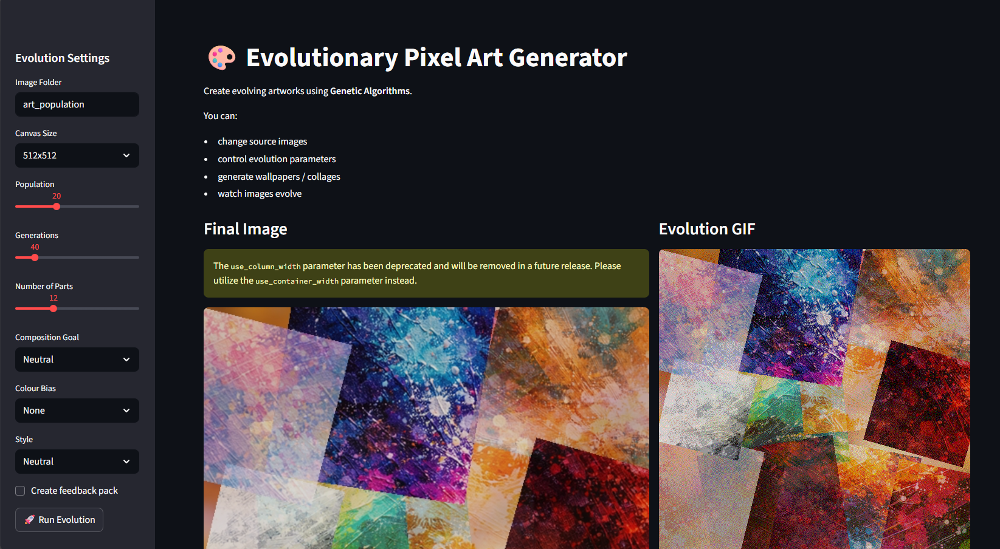 Evolution Settings
Image Folder
art_population
Canvas Size
512x512
Population
20
Generations
40
Number of Parts
12
Composition Goal
Neutral
Colour Bias
None
Style
Neutral
Create feedback pack
🚀 Run Evolution
🎨 Evolutionary Pixel Art Generator
Create evolving artworks using Genetic Algorithms.
You can:
• change source images
• control evolution parameters
• generate wallpapers / collages
• watch images evolve
Final Image
The use_column_width parameter has been deprecated and will be removed in a future release. Please
utilize the use_container_width parameter instead.
Evolution GIF